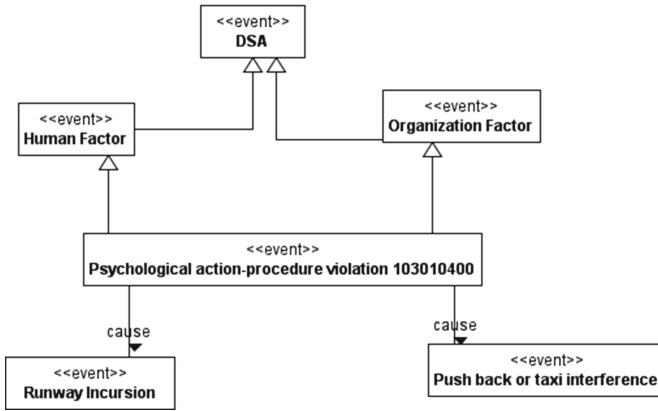 <<event>>
DSA
<<event>>
Human Factor
<<event>>
Organization Factor
<<event>>
Psychological action-procedure violation 103010400
cause
cause
<<event>>
Runway Incursion
<<event>>
Push back or taxi interference